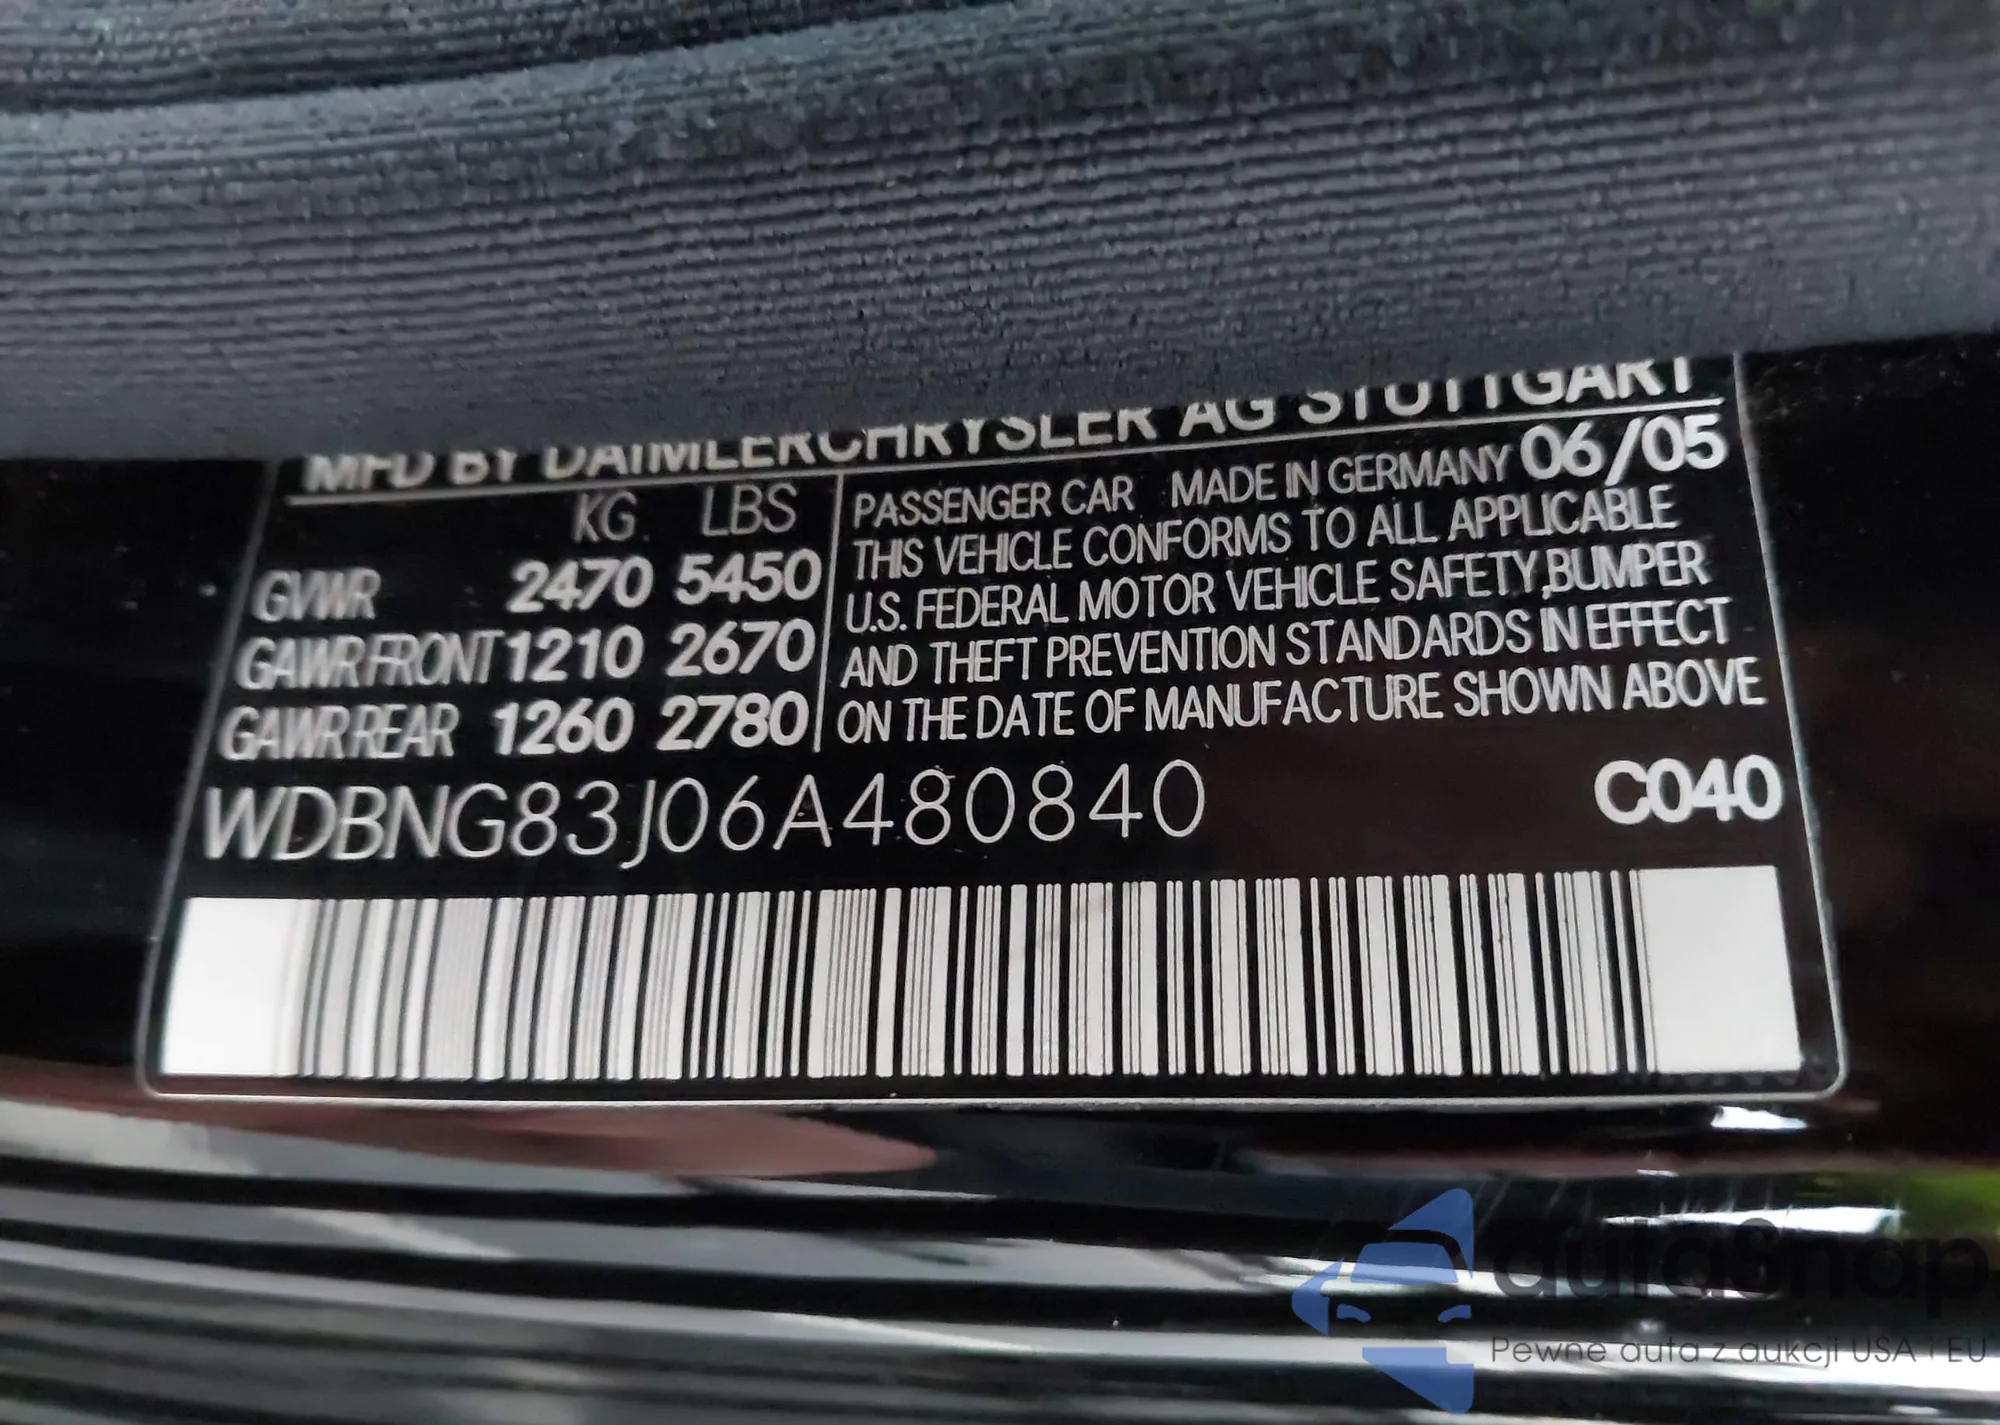 MFD BY DAIMLERCHRYSLER AG STUTTGART
KG LBS
GVWR 2470 5450
GAWR FRONT 1210 2670
GAWR REAR 1260 2780
PASSENGER CAR MADE IN GERMANY 06/05
THIS VEHICLE CONFORMS TO ALL APPLICABLE
U.S. FEDERAL MOTOR VEHICLE SAFETY, BUMPER
AND THEFT PREVENTION STANDARDS IN EFFECT
ON THE DATE OF MANUFACTURE SHOWN ABOVE
WDBNG83J06A480840 C040
autaSnap
Pewne auta z aukcji USA i EU